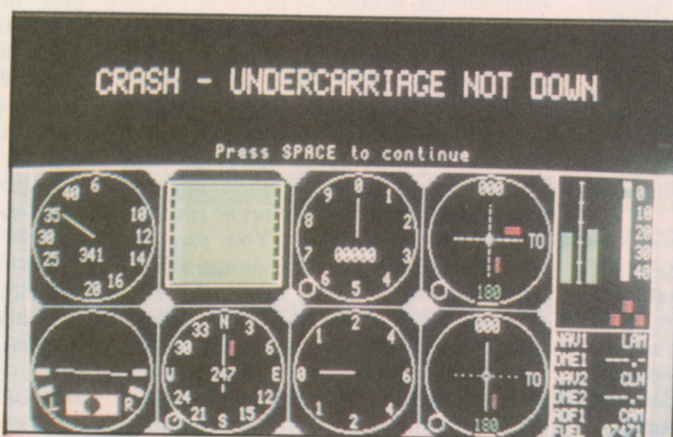 CRASH - UNDERCARRIAGE NOT DOWN
Press SPACE to continue
40 6
35 10
30 12
25 341 14
20 16
9 0 1
8 2
7 00000 3
6 5 4
000
TO
180
0
10
20
30
40
L R
33 N 3
30 6
W 247 E
24 12
21 S 15
2
1 4
0 6
1 4
2
000
TO
180
NAV1 LAM
DME1 ---.-
NAV2 CLN
DME2 ---.-
ADF1 CAM
FUEL 07471